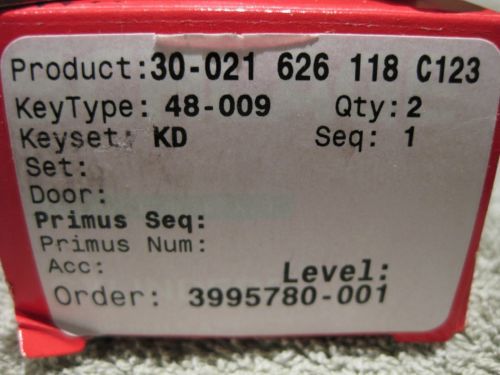 Product: 30-021 626 118 C123
KeyType: 48-009 Qty: 2
Keyset: KD Seq: 1
Set:
Door:
Primus Seq:
Primus Num:
Acc: Level:
Order: 3995780-001